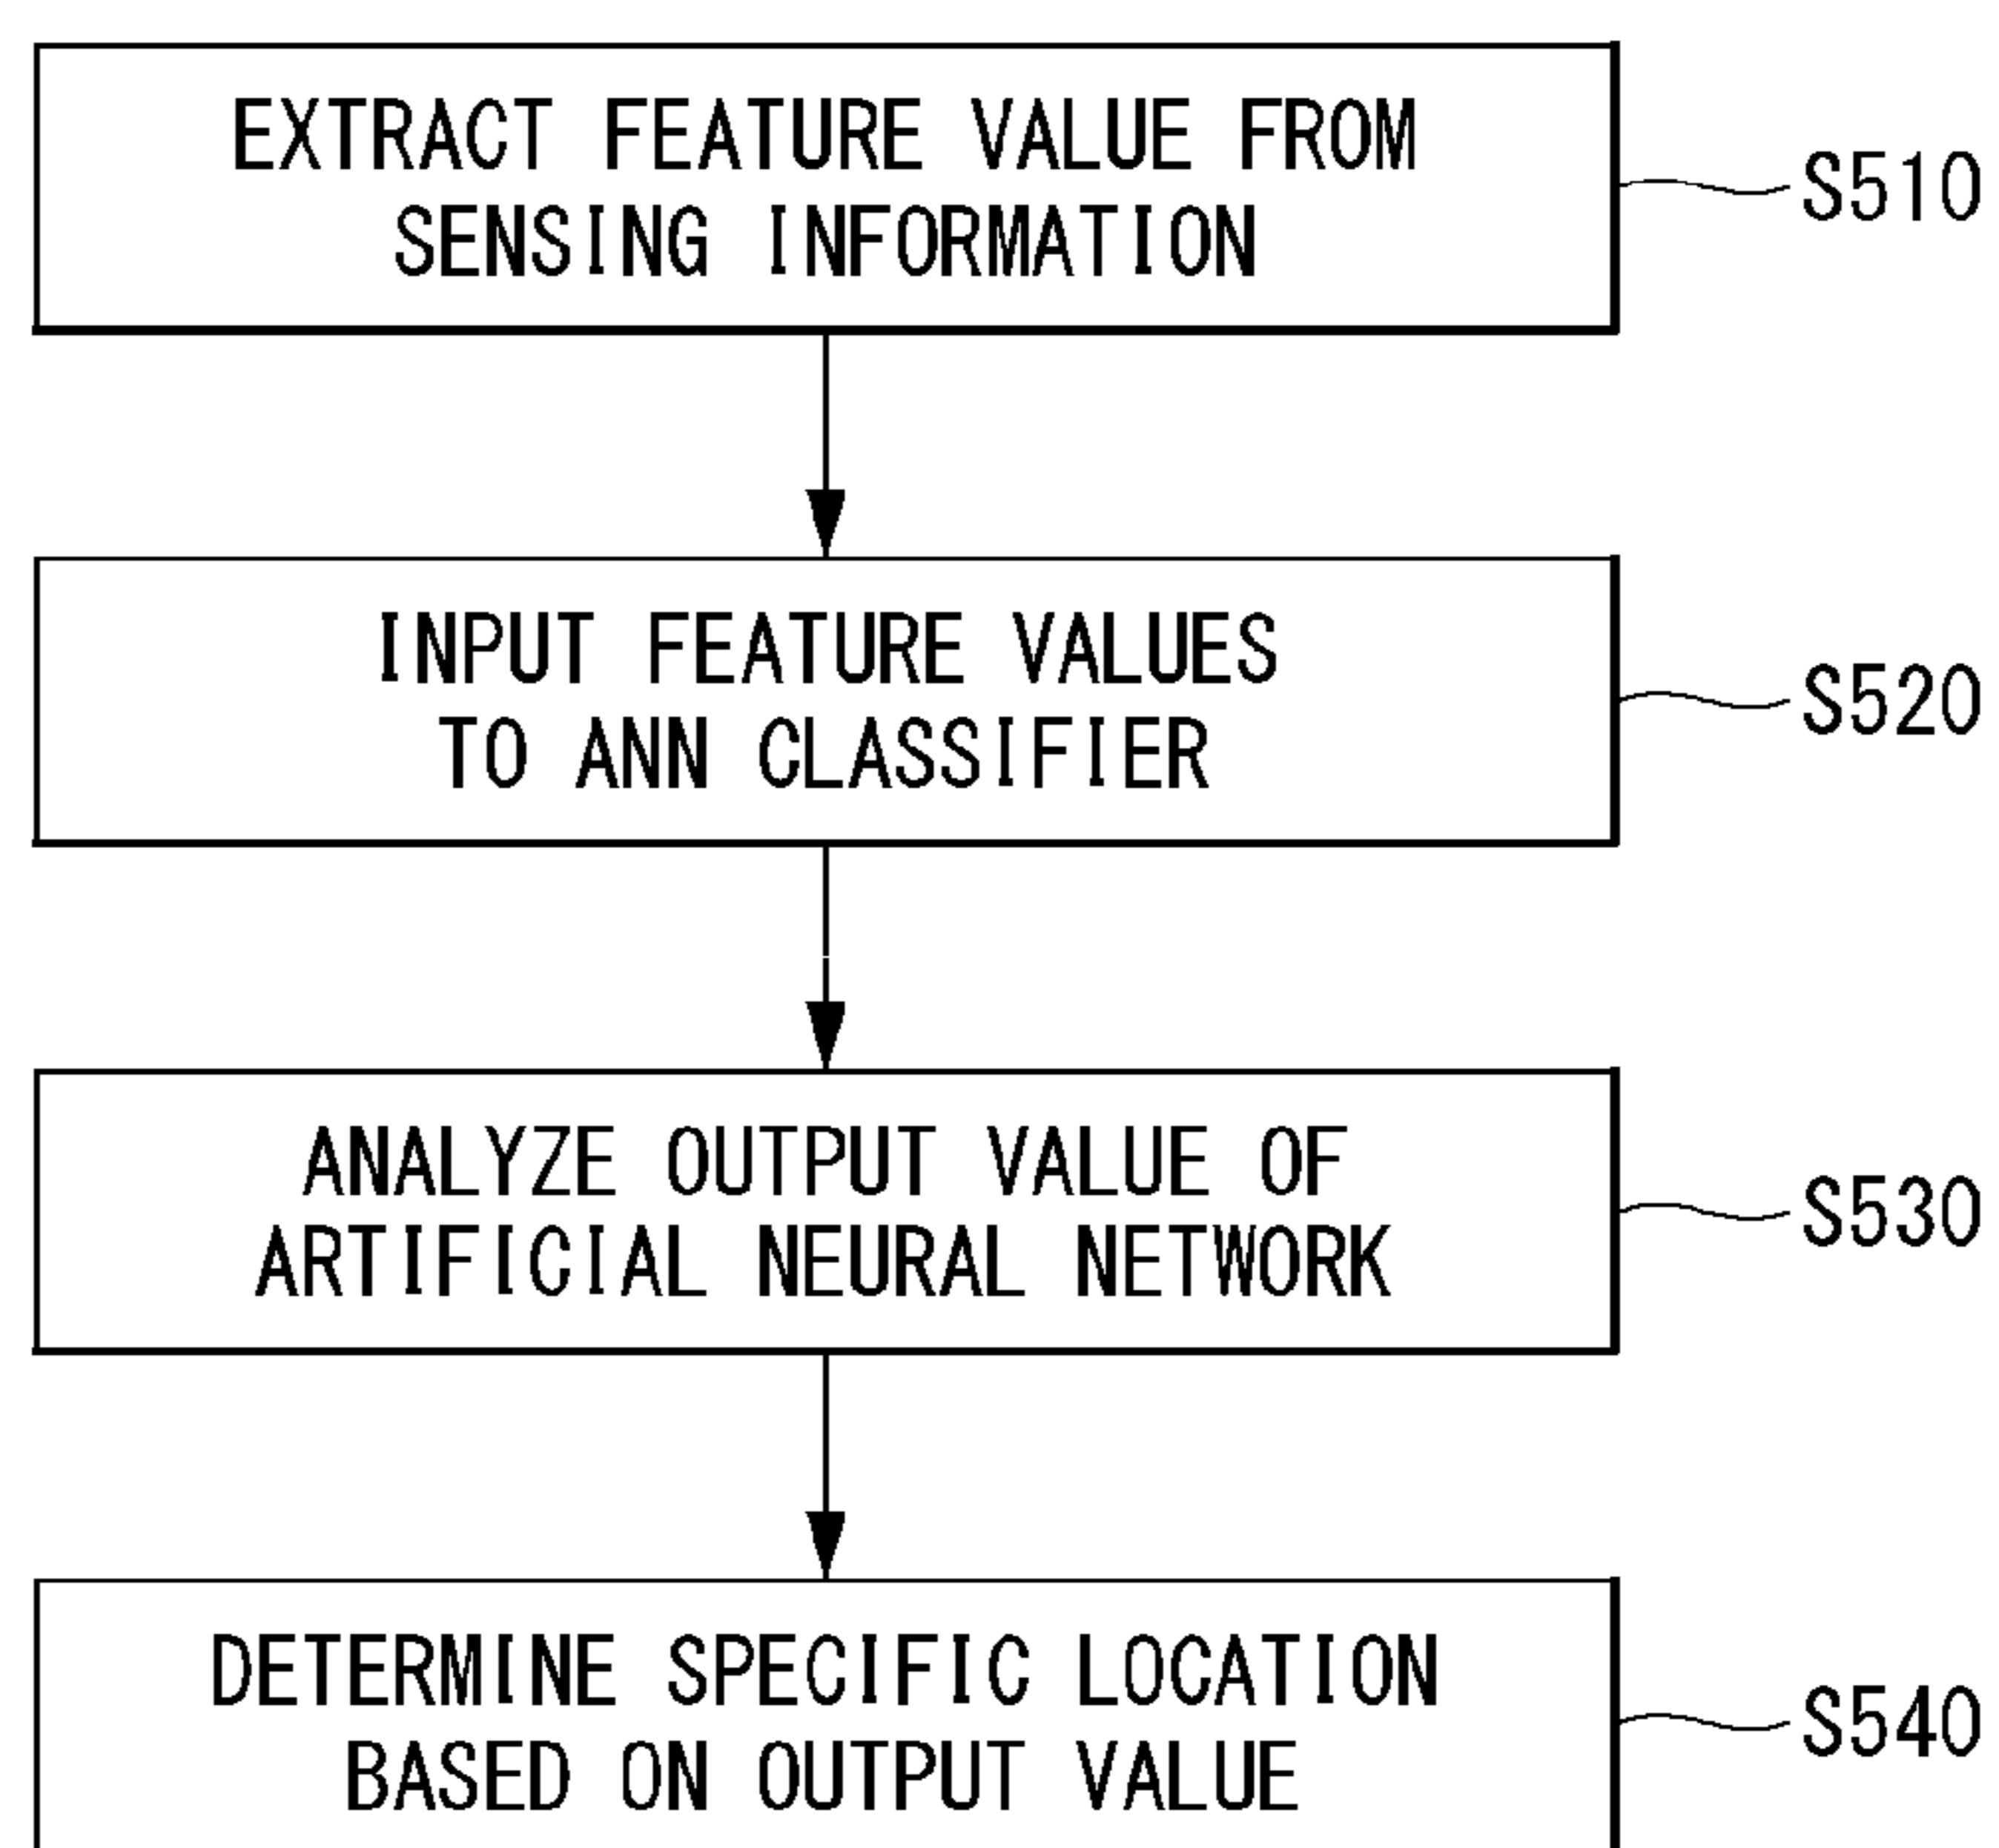 EXTRACT FEATURE VALUE FROM
SENSING INFORMATION
S510
INPUT FEATURE VALUES
TO ANN CLASSIFIER
S520
ANALYZE OUTPUT VALUE OF
ARTIFICIAL NEURAL NETWORK
S530
DETERMINE SPECIFIC LOCATION
BASED ON OUTPUT VALUE
S540